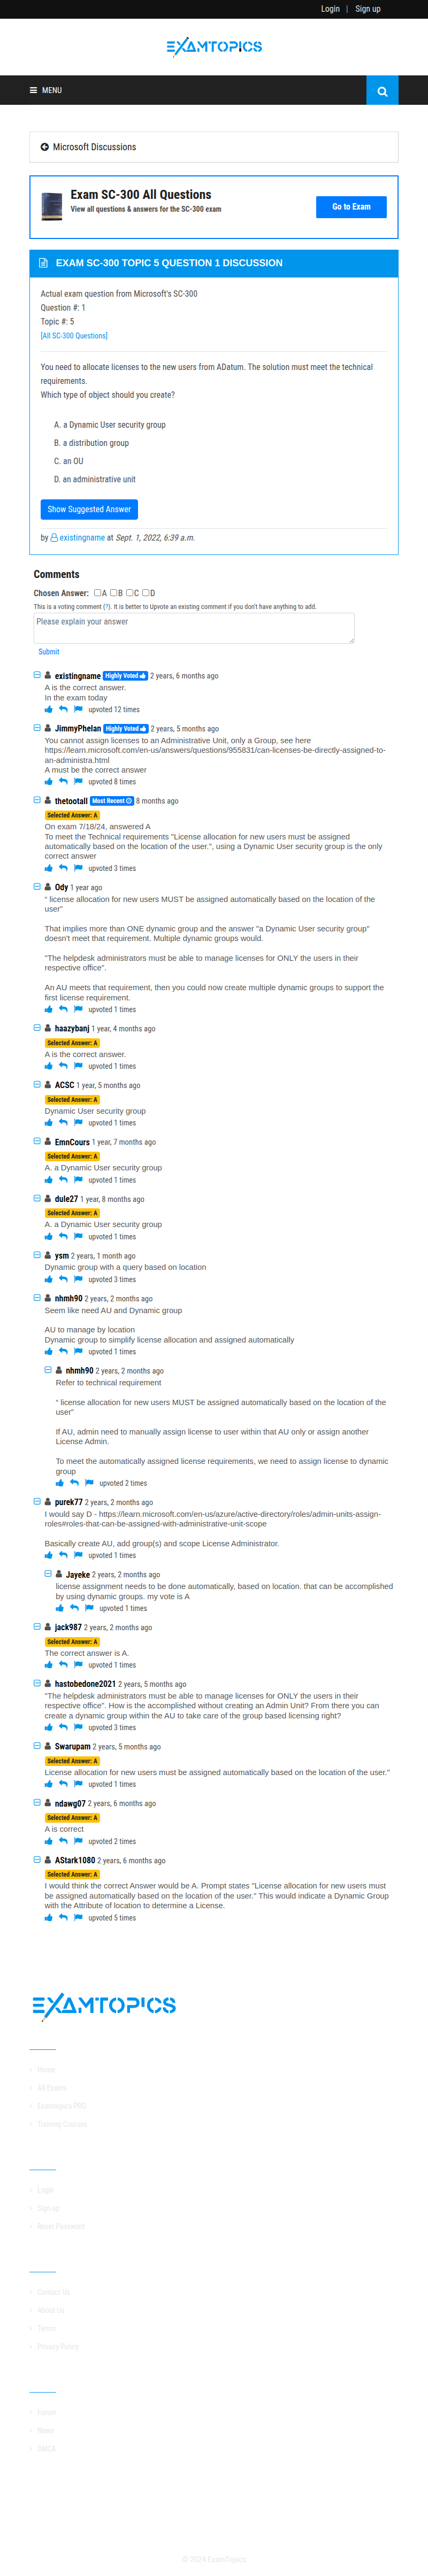 Login | Sign up
EXAMTOPICS
MENU
Microsoft Discussions
Exam SC-300 All Questions
View all questions & answers for the SC-300 exam
Go to Exam
EXAM SC-300 TOPIC 5 QUESTION 1 DISCUSSION
Actual exam question from Microsoft's SC-300
Question #: 1
Topic #: 5
[All SC-300 Questions]
You need to allocate licenses to the new users from ADatum. The solution must meet the technical
requirements.
Which type of object should you create?
A. a Dynamic User security group
B. a distribution group
C. an OU
D. an administrative unit
Show Suggested Answer
by existingname at Sept. 1, 2022, 6:39 a.m.
Comments
Chosen Answer: A B C D
This is a voting comment (?). It is better to Upvote an existing comment if you don't have anything to add.
Please explain your answer
Submit
existingname Highly Voted 2 years, 6 months ago
A is the correct answer.
In the exam today
upvoted 12 times
JimmyPhelan Highly Voted 2 years, 5 months ago
You cannot assign licenses to an Administrative Unit, only a Group, see here
https://learn.microsoft.com/en-us/answers/questions/955831/can-licenses-be-directly-assigned-to-
an-administra.html
A must be the correct answer
upvoted 8 times
thetootall Most Recent 8 months ago
Selected Answer: A
On exam 7/18/24, answered A
To meet the Technical requirements "License allocation for new users must be assigned
automatically based on the location of the user.", using a Dynamic User security group is the only
correct answer
upvoted 3 times
Ody 1 year ago
" license allocation for new users MUST be assigned automatically based on the location of the
user"
That implies more than ONE dynamic group and the answer "a Dynamic User security group"
doesn't meet that requirement. Multiple dynamic groups would.
"The helpdesk administrators must be able to manage licenses for ONLY the users in their
respective office".
An AU meets that requirement, then you could now create multiple dynamic groups to support the
first license requirement.
upvoted 1 times
haazybanj 1 year, 4 months ago
Selected Answer: A
A is the correct answer.
upvoted 1 times
ACSC 1 year, 5 months ago
Selected Answer: A
Dynamic User security group
upvoted 1 times
EmnCours 1 year, 7 months ago
Selected Answer: A
A. a Dynamic User security group
upvoted 1 times
dule27 1 year, 8 months ago
Selected Answer: A
A. a Dynamic User security group
upvoted 1 times
ysm 2 years, 1 month ago
Dynamic group with a query based on location
upvoted 3 times
nhmh90 2 years, 2 months ago
Seem like need AU and Dynamic group
AU to manage by location
Dynamic group to simplify license allocation and assigned automatically
upvoted 1 times
nhmh90 2 years, 2 months ago
Refer to technical requirement
" license allocation for new users MUST be assigned automatically based on the location of the
user"
If AU, admin need to manually assign license to user within that AU only or assign another
License Admin.
To meet the automatically assigned license requirements, we need to assign license to dynamic
group
upvoted 2 times
purek77 2 years, 2 months ago
I would say D - https://learn.microsoft.com/en-us/azure/active-directory/roles/admin-units-assign-
roles#roles-that-can-be-assigned-with-administrative-unit-scope
Basically create AU, add group(s) and scope License Administrator.
upvoted 1 times
Jayeke 2 years, 2 months ago
license assignment needs to be done automatically, based on location. that can be accomplished
by using dynamic groups. my vote is A
upvoted 1 times
jack987 2 years, 2 months ago
Selected Answer: A
The correct answer is A.
upvoted 1 times
hastobedone2021 2 years, 5 months ago
"The helpdesk administrators must be able to manage licenses for ONLY the users in their
respective office". How is the accomplished without creating an Admin Unit? From there you can
create a dynamic group within the AU to take care of the group based licensing right?
upvoted 3 times
Swarupam 2 years, 5 months ago
Selected Answer: A
License allocation for new users must be assigned automatically based on the location of the user."
upvoted 1 times
ndawg07 2 years, 6 months ago
Selected Answer: A
A is correct
upvoted 2 times
AStark1080 2 years, 6 months ago
Selected Answer: A
I would think the correct Answer would be A. Prompt states "License allocation for new users must
be assigned automatically based on the location of the user." This would indicate a Dynamic Group
with the Attribute of location to determine a License.
upvoted 5 times
EXAMTOPICS
Home
All Exams
Examtopics PRO
Training Courses
Login
Sign up
Reset Password
Contact Us
About Us
Terms
Privacy Policy
Forum
News
DMCA
© 2024 ExamTopics